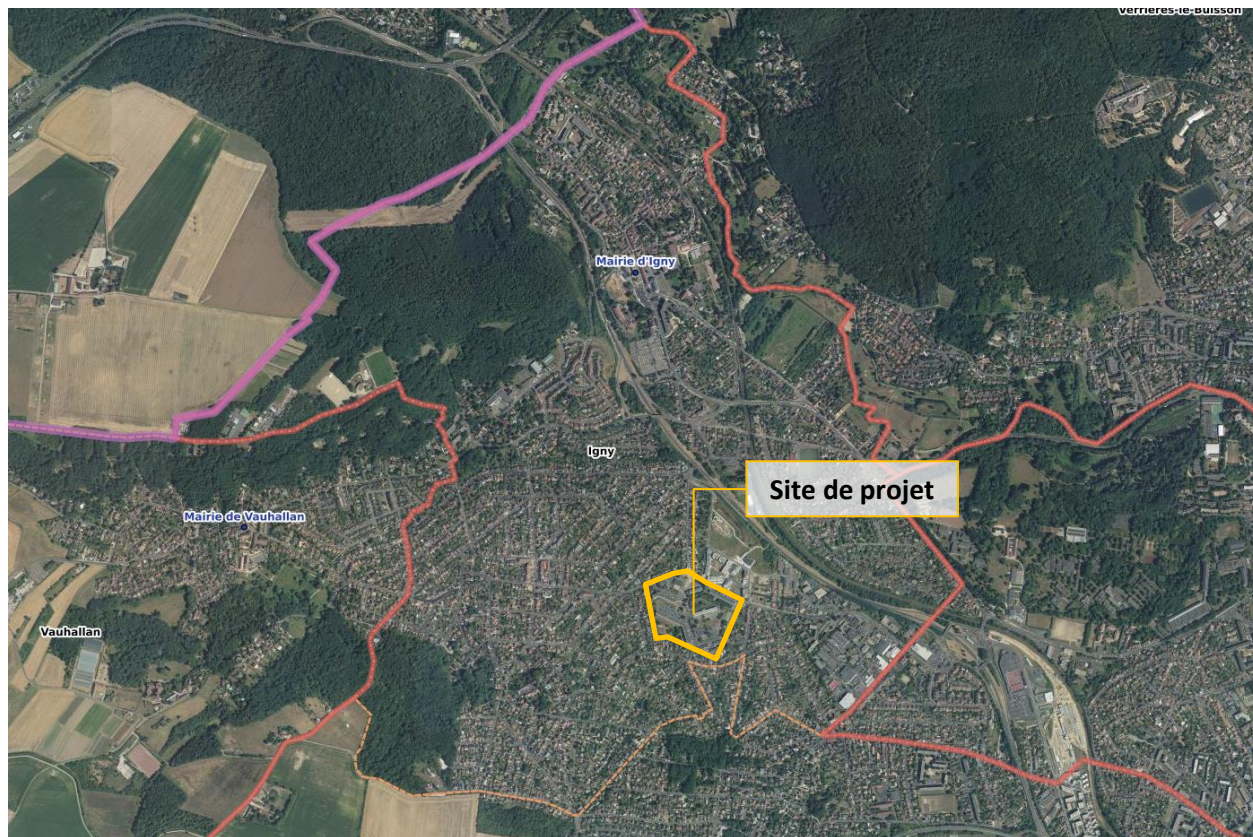 Verrières-le-Buisson
Mairie d'Igny
Igny
Site de projet
Mairie de Vauhallan
Vauhallan